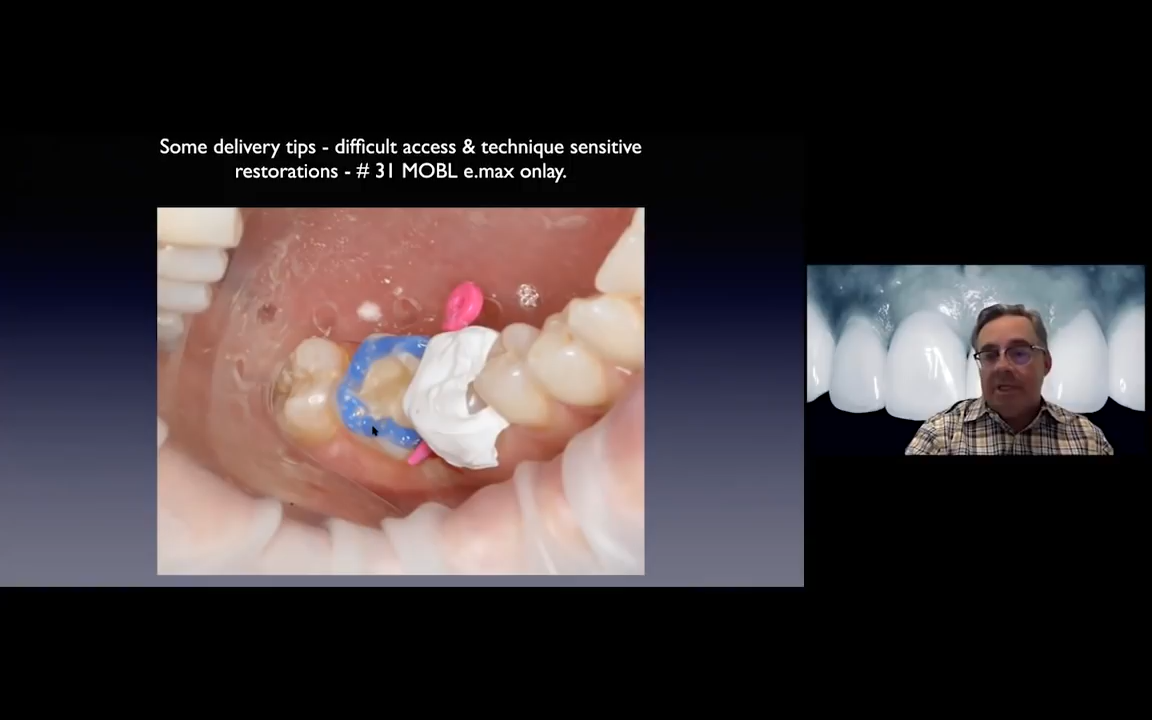 Some delivery tips - difficult access & technique sensitive
restorations - # 31 MOBL e.max onlay.